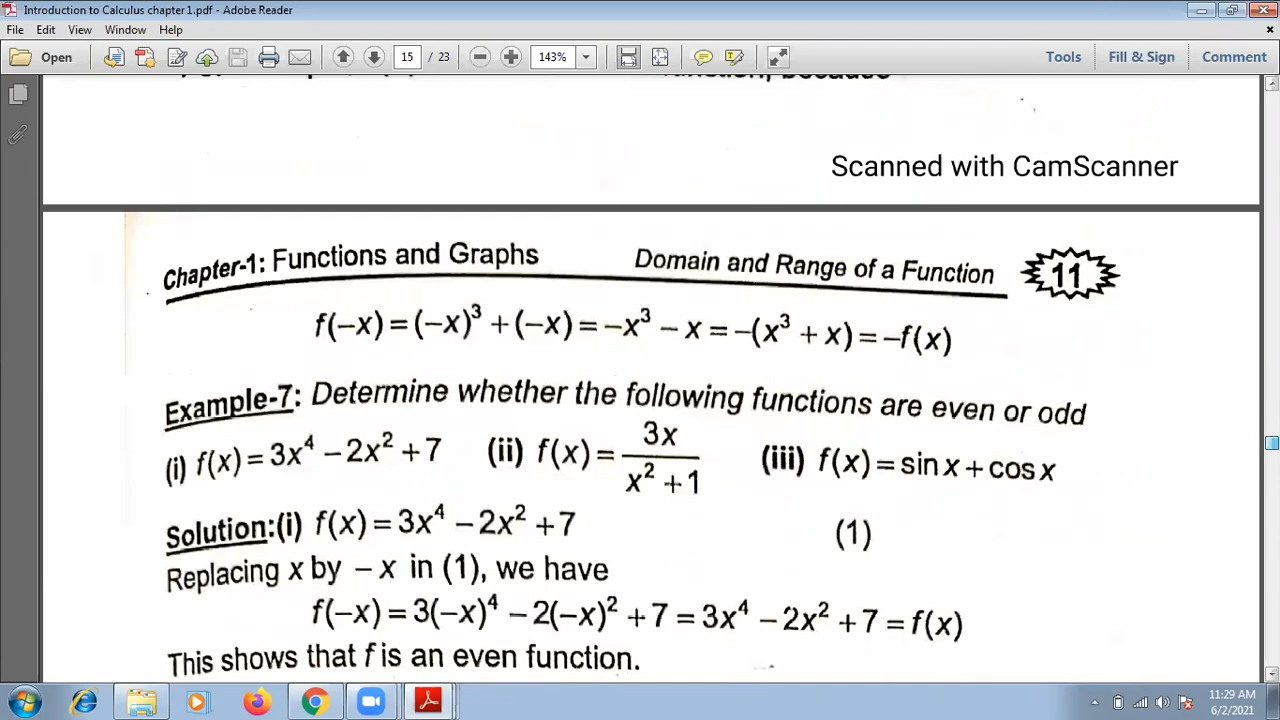 Introduction to Calculus chapter 1.pdf - Adobe Reader
File Edit View Window Help
Open 15 / 23 143% Tools Fill & Sign Comment
function, because
Scanned with CamScanner
Chapter-1: Functions and Graphs Domain and Range of a Function 11
f(−x) = (−x)³ + (−x) = −x³ − x = −(x³ + x) = −f(x)
Example-7: Determine whether the following functions are even or odd
(i) f(x) = 3x⁴ − 2x² + 7 (ii) f(x) = 3x / (x² + 1) (iii) f(x) = sin x + cos x
Solution:(i) f(x) = 3x⁴ − 2x² + 7 (1)
Replacing x by − x in (1), we have
f(−x) = 3(−x)⁴ − 2(−x)² + 7 = 3x⁴ − 2x² + 7 = f(x)
This shows that f is an even function.
11:29 AM
6/2/2021